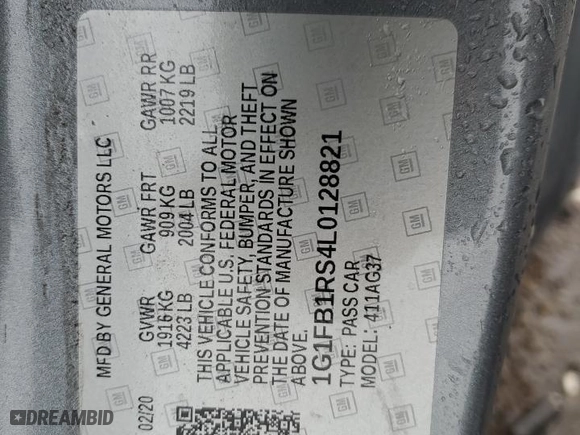 MFD BY GENERAL MOTORS LLC
02/20
GVWR GAWR FRT GAWR RR
1916 KG 909 KG 1007 KG
4223 LB 2004 LB 2219 LB
THIS VEHICLE CONFORMS TO ALL
APPLICABLE U.S. FEDERAL MOTOR
VEHICLE SAFETY, BUMPER, AND THEFT
PREVENTION STANDARDS IN EFFECT ON
THE DATE OF MANUFACTURE SHOWN
ABOVE.
1G1FB1RS4L0128821
TYPE: PASS CAR
MODEL: 411AG37
GM
DREAMBID